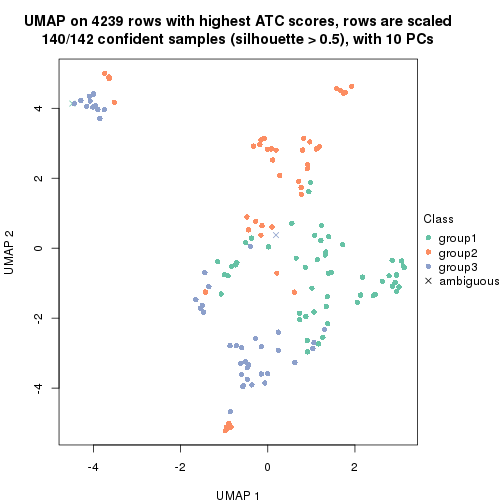 UMAP on 4239 rows with highest ATC scores, rows are scaled
140/142 confident samples (silhouette > 0.5), with 10 PCs
4
2
0
-2
-4
UMAP 2
-4
-2
0
2
UMAP 1
Class
group1
group2
group3
ambiguous